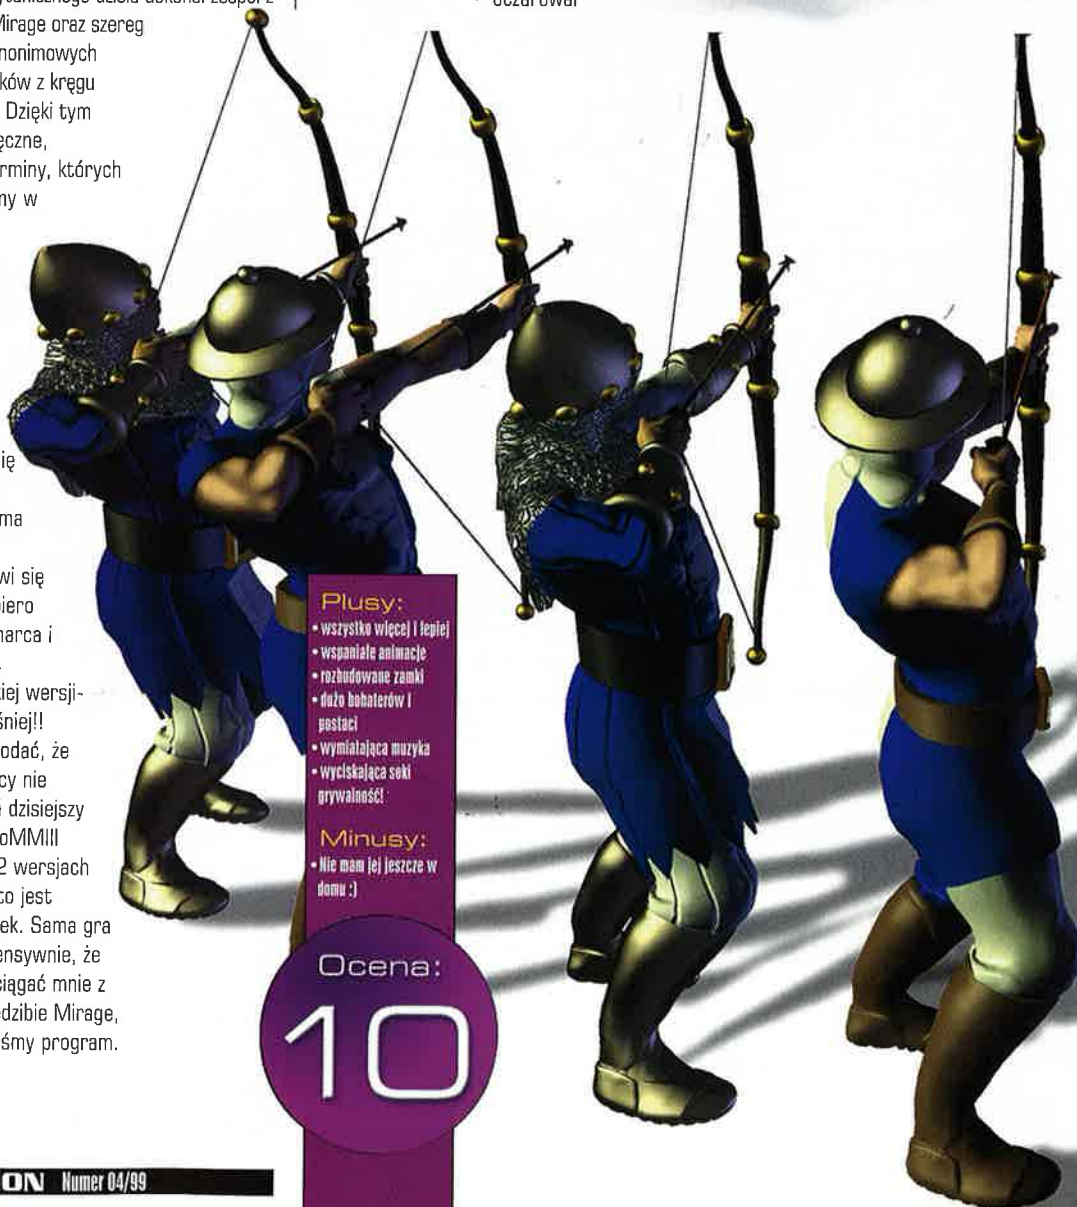 Mirage oraz szereg
nonimowych
ków z kręgu
Dzięki tym
ęczne,
rminy, których
ny w
ię
ma
wi się
piero
narca i
iej wersji-
śniej!!
odać, że
cy nie
dzisiejszy
oMMIII
2 wersjach
to jest
ek. Sama gra
ensywnie, że
ciągać mnie z
edzibie Mirage,
śmy program.
Plusy:
• wszystko więcej i lepiej
• wspaniałe animacje
• rozbudowane zamki
• dużo bohaterów i
postaci
• wymiatająca muzyka
• wyciskająca soki
grywalność!
Minusy:
• Nie mam jej jeszcze w
domu :)
Ocena:
10
ON Numer 04/99